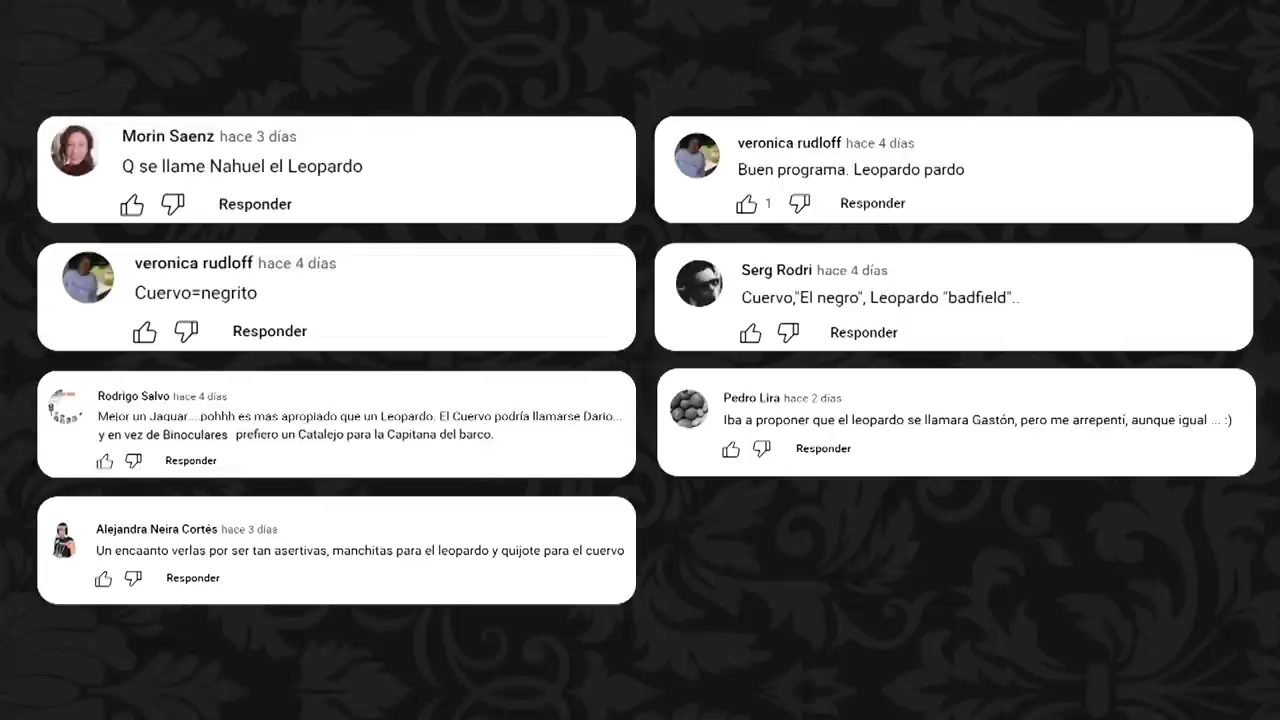 Morin Saenz hace 3 días
Q se llame Nahuel el Leopardo
Responder
veronica rudloff hace 4 días
Buen programa. Leopardo pardo
1 Responder
veronica rudloff hace 4 días
Cuervo=negrito
Responder
Serg Rodri hace 4 días
Cuervo,"El negro", Leopardo "badfield"..
Responder
Rodrigo Salvo hace 4 días
Mejor un Jaguar....pohhh es mas apropiado que un Leopardo. El Cuervo podría llamarse Dario...
y en vez de Binoculares prefiero un Catalejo para la Capitana del barco.
Responder
Pedro Lira hace 2 días
Iba a proponer que el leopardo se llamara Gastón, pero me arrepentí, aunque igual ... :)
Responder
Alejandra Neira Cortés hace 3 días
Un encaanto verlas por ser tan asertivas, manchitas para el leopardo y quijote para el cuervo
Responder